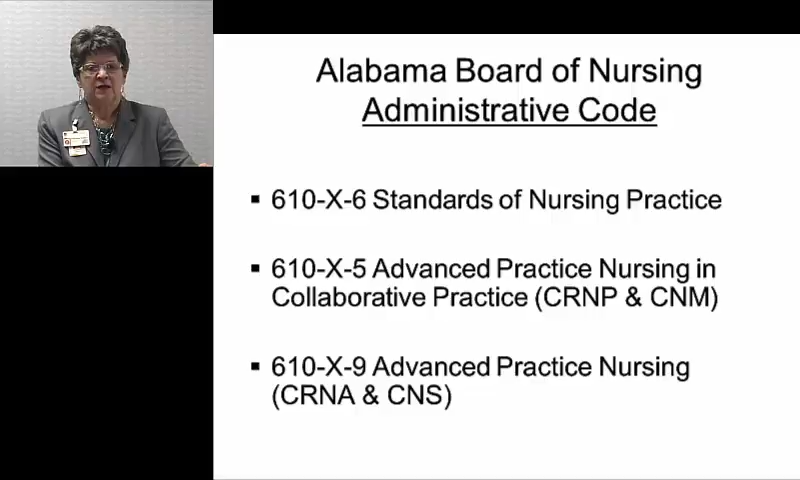 Alabama Board of Nursing
Administrative Code
▪ 610-X-6 Standards of Nursing Practice
▪ 610-X-5 Advanced Practice Nursing in
Collaborative Practice (CRNP & CNM)
▪ 610-X-9 Advanced Practice Nursing
(CRNA & CNS)